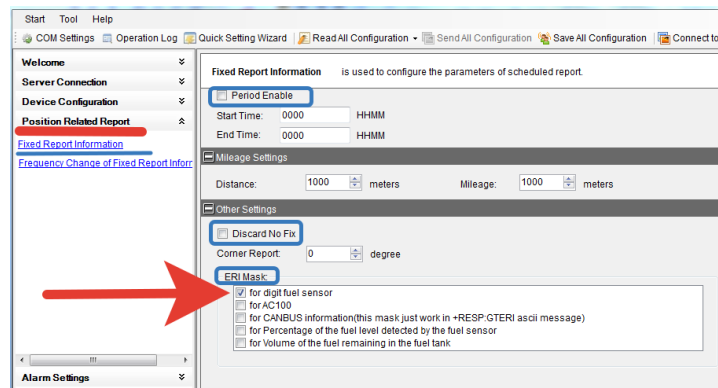 Start Tool Help
COM Settings Operation Log Quick Setting Wizard Read All Configuration Send All Configuration Save All Configuration Connect to
Welcome
Server Connection
Device Configuration
Position Related Report
Fixed Report Information
Frequency Change of Fixed Report Inforr
Alarm Settings
Fixed Report Information is used to configure the parameters of scheduled report.
Period Enable
Start Time: 0000 HHMM
End Time: 0000 HHMM
Mileage Settings
Distance: 1000 meters Mileage: 1000 meters
Other Settings
Discard No Fix
Corner Report: 0 degree
ERI Mask:
for digit fuel sensor
for AC100
for CANBUS information(this mask just work in +RESP:GTERI ascii message)
for Percentage of the fuel level detected by the fuel sensor
for Volume of the fuel remaining in the fuel tank